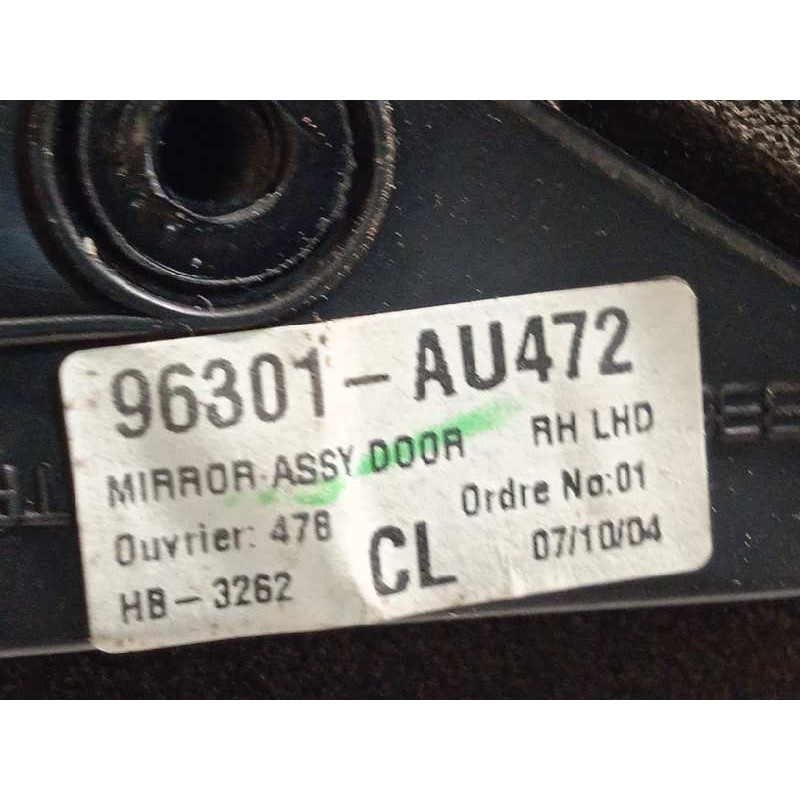 96301-AU472
MIRROR ASSY DOOR RH LHD
Ouvrier: 478 Ordre No:01
HB-3262 CL 07/10/04